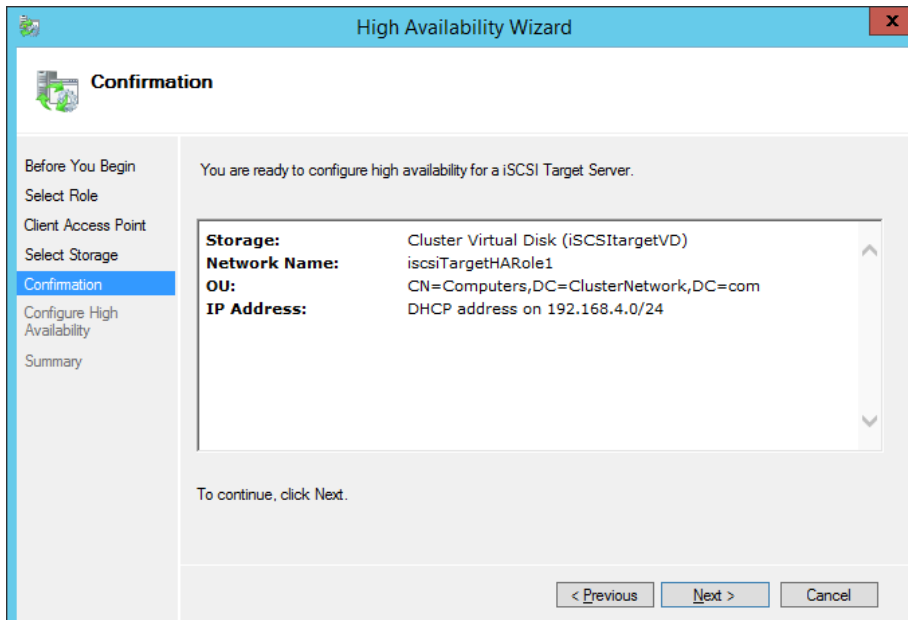 High Availability Wizard
x
Confirmation
Before You Begin
Select Role
Client Access Point
Select Storage
Confirmation
Configure High
Availability
Summary
You are ready to configure high availability for a iSCSI Target Server.
Storage: Cluster Virtual Disk (iSCSItargetVD)
Network Name: iscsiTargetHARole1
OU: CN=Computers,DC=ClusterNetwork,DC=com
IP Address: DHCP address on 192.168.4.0/24
To continue, click Next.
< Previous Next > Cancel